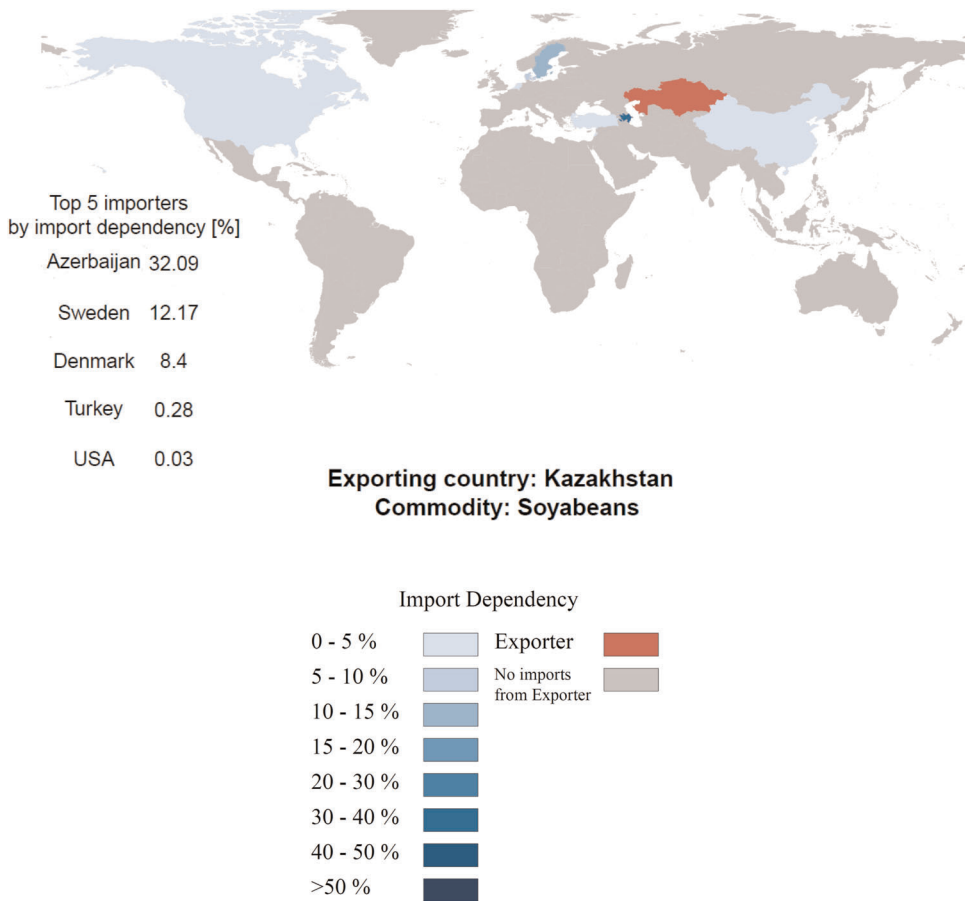 Top 5 importers
by import dependency [%]
Azerbaijan 32.09
Sweden 12.17
Denmark 8.4
Turkey 0.28
USA 0.03
Exporting country: Kazakhstan
Commodity: Soyabeans
Import Dependency
0 - 5 % Exporter
5 - 10 % No imports
from Exporter
10 - 15 %
15 - 20 %
20 - 30 %
30 - 40 %
40 - 50 %
>50 %